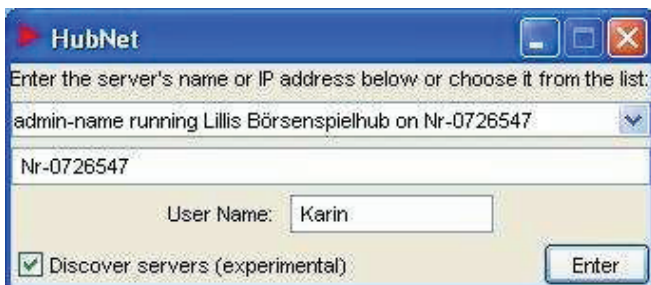 HubNet
Enter the server's name or IP address below or choose it from the list:
admin-name running Lillis Börsenspielhub on Nr-0726547
Nr-0726547
User Name: Karin
Discover servers (experimental) Enter